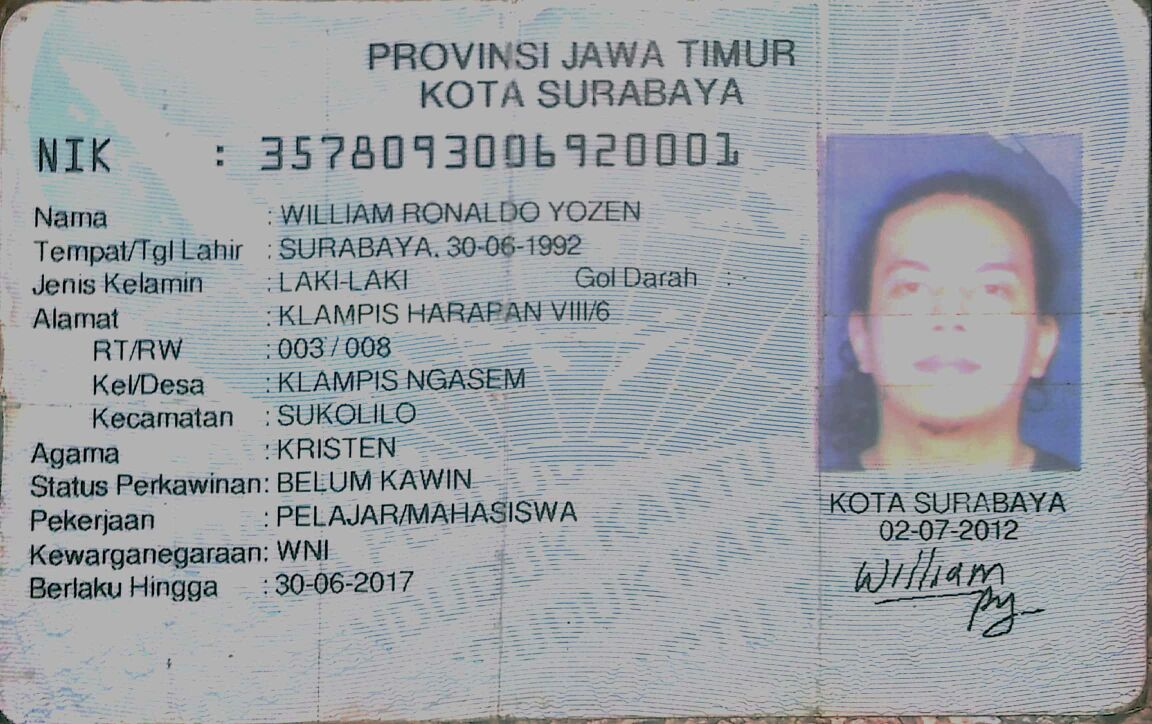 PROVINSI JAWA TIMUR
KOTA SURABAYA
NIK : 3578093006920001
Nama : WILLIAM RONALDO YOZEN
Tempat/Tgl Lahir : SURABAYA, 30-06-1992
Jenis Kelamin : LAKI-LAKI Gol Darah : -
Alamat : KLAMPIS HARAPAN VIII/6
RT/RW : 003 / 008
Kel/Desa : KLAMPIS NGASEM
Kecamatan : SUKOLILO
Agama : KRISTEN
Status Perkawinan: BELUM KAWIN
Pekerjaan : PELAJAR/MAHASISWA
Kewarganegaraan: WNI
Berlaku Hingga : 30-06-2017
KOTA SURABAYA
02-07-2012
William